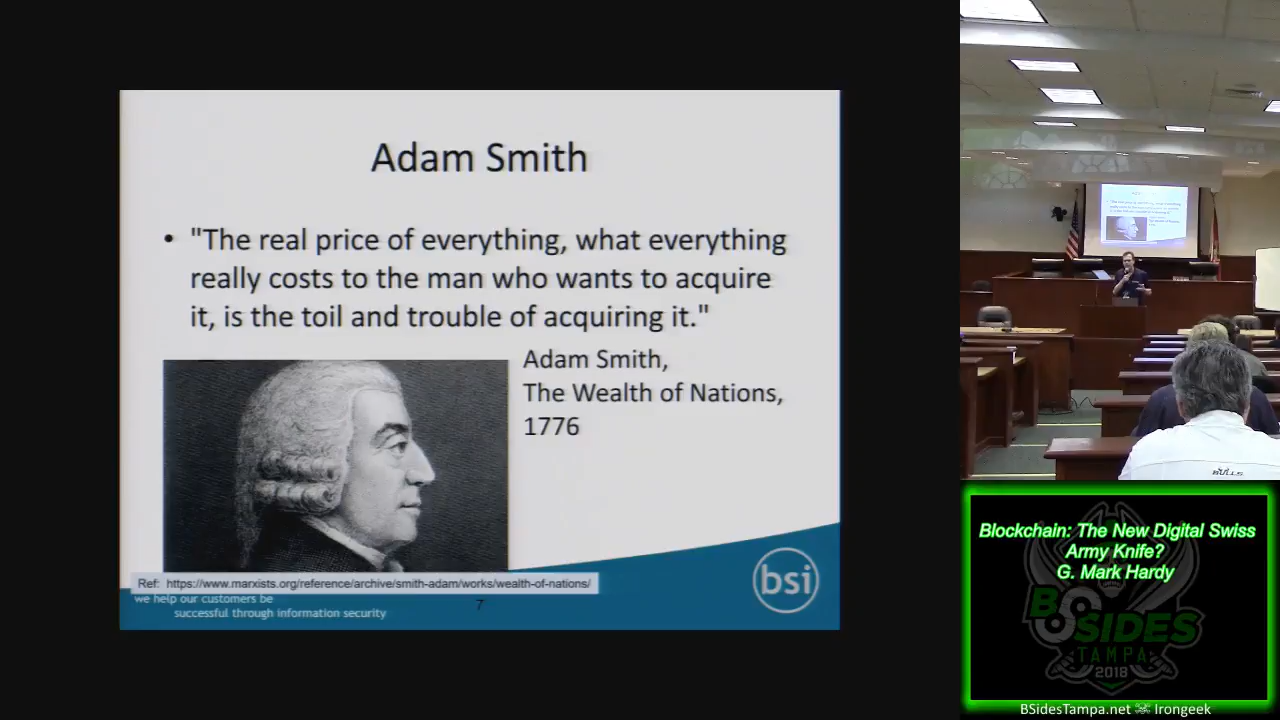 Adam Smith
• "The real price of everything, what everything
really costs to the man who wants to acquire
it, is the toil and trouble of acquiring it."
Adam Smith,
The Wealth of Nations,
1776
Ref: https://www.marxists.org/reference/archive/smith-adam/works/wealth-of-nations/
we help our customers be
successful through information security
7
bsi
BULLS
Blockchain: The New Digital Swiss
Army Knife?
G. Mark Hardy
B SIDES
TAMPA
2018
BSidesTampa.net ☠ Irongeek